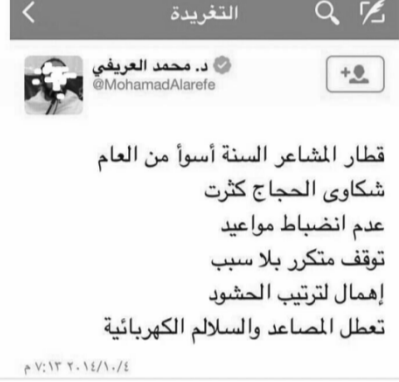 التغريدة
د. محمد العريفي
@MohamadAlarefe
قطار المشاعر السنة أسوأ من العام
شكاوى الحجاج كثرت
عدم انضباط مواعيد
توقف متكرر بلا سبب
إهمال لترتيب الحشود
تعطل المصاعد والسلالم الكهربائية
٢٠١٤/١٠/٤ ٧:١٣ م